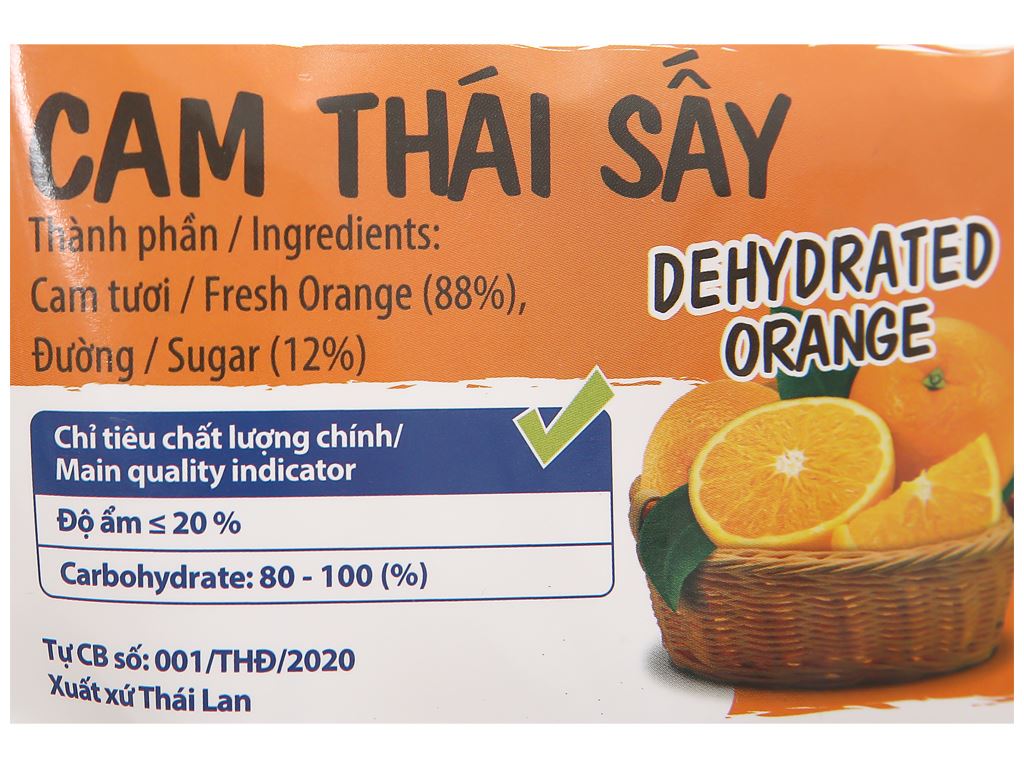 CAM THÁI SẤY
Thành phần / Ingredients:
Cam tươi / Fresh Orange (88%),
Đường / Sugar (12%)
DEHYDRATED
ORANGE
Chỉ tiêu chất lượng chính/
Main quality indicator
Độ ẩm ≤ 20 %
Carbohydrate: 80 - 100 (%)
Tự CB số: 001/THĐ/2020
Xuất xứ Thái Lan